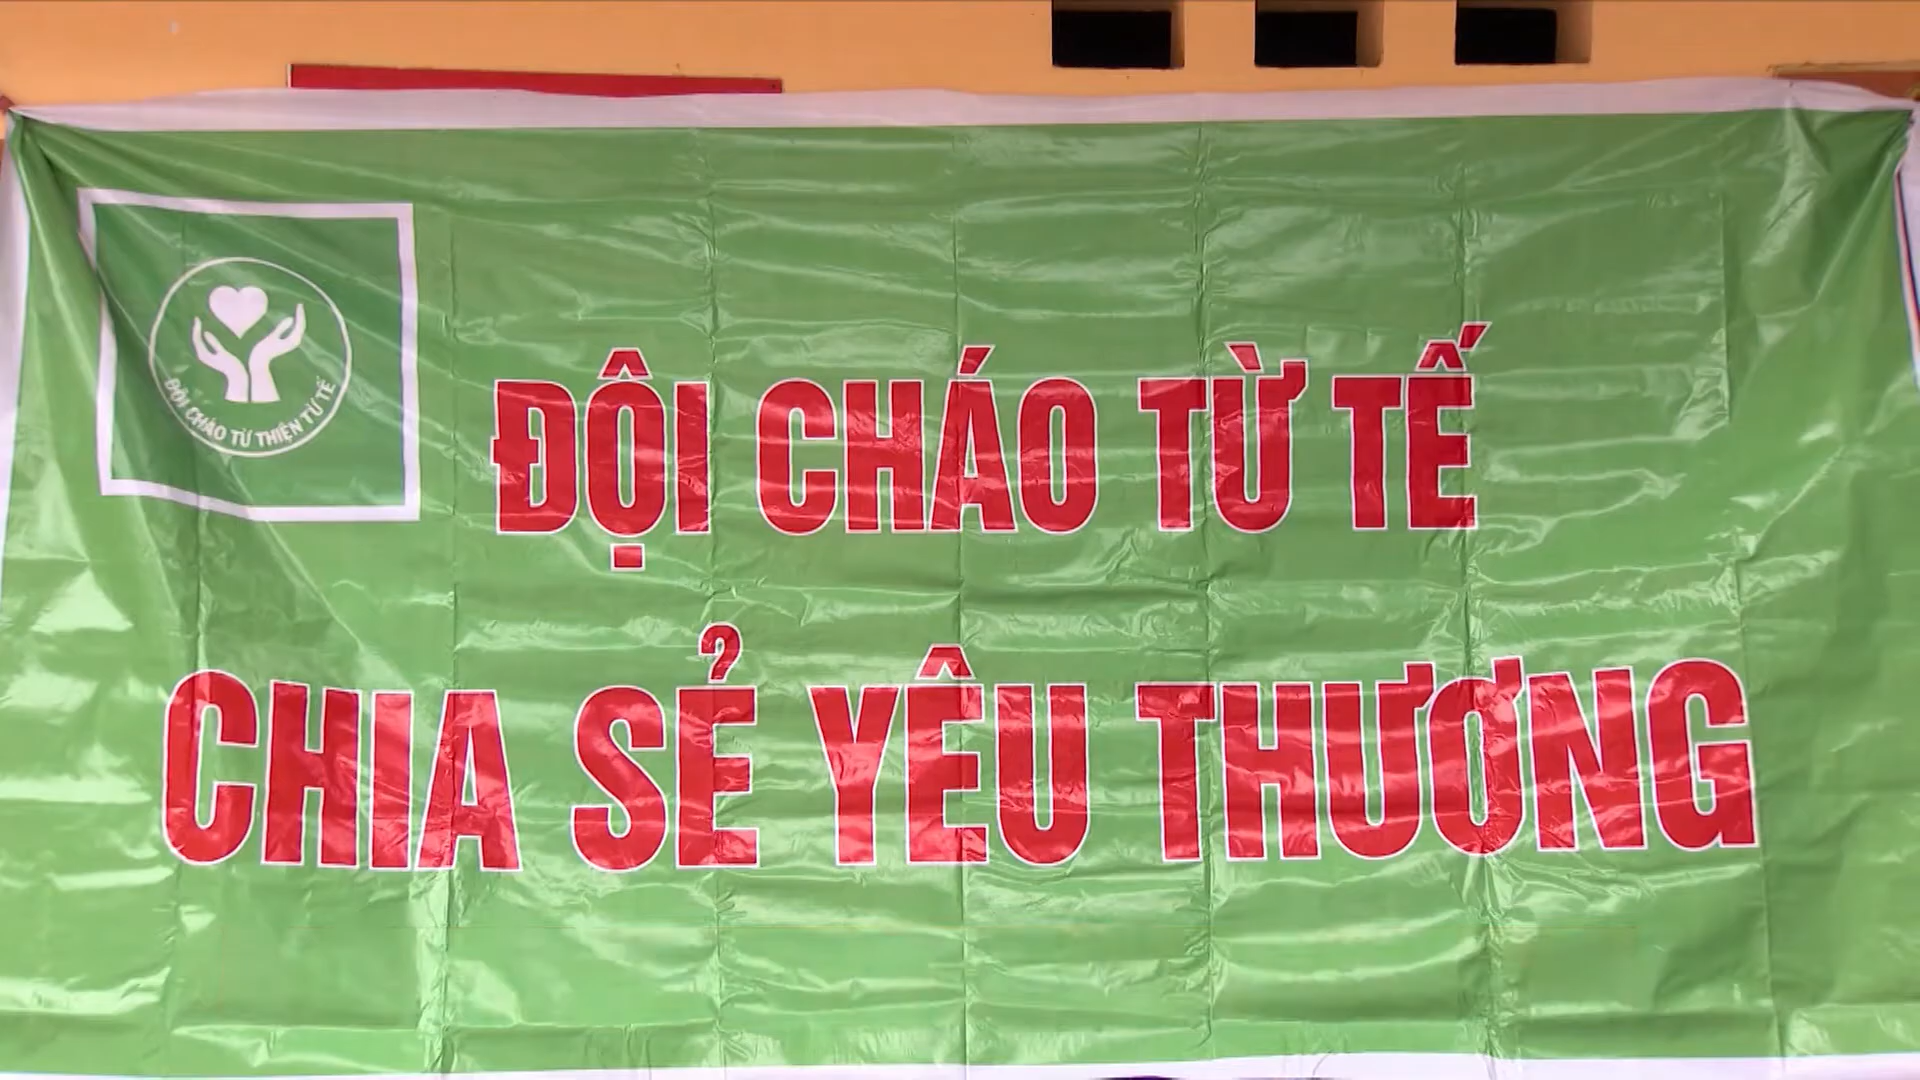 ĐỘI CHÁO TỪ THIỆN TỪ TẾ
ĐỘI CHÁO TỪ TẾ
CHIA SẺ YÊU THƯƠNG